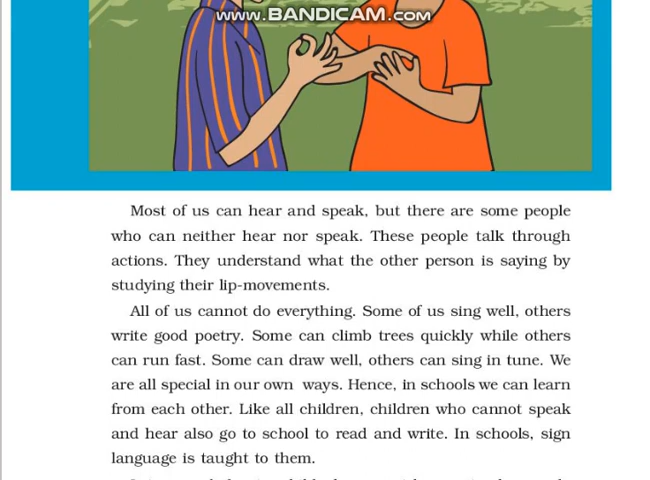 www.BANDICAM.com
Most of us can hear and speak, but there are some people
who can neither hear nor speak. These people talk through
actions. They understand what the other person is saying by
studying their lip-movements.
All of us cannot do everything. Some of us sing well, others
write good poetry. Some can climb trees quickly while others
can run fast. Some can draw well, others can sing in tune. We
are all special in our own ways. Hence, in schools we can learn
from each other. Like all children, children who cannot speak
and hear also go to school to read and write. In schools, sign
language is taught to them.